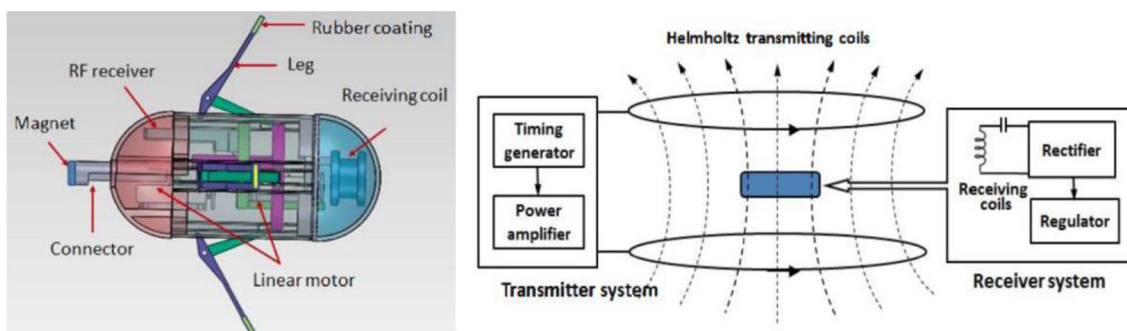 Rubber coating
Leg
RF receiver
Receiving coil
Magnet
Connector
Linear motor
Helmholtz transmitting coils
Timing
generator
Power
amplifier
Transmitter system
Rectifier
Receiving
coils
Regulator
Receiver system